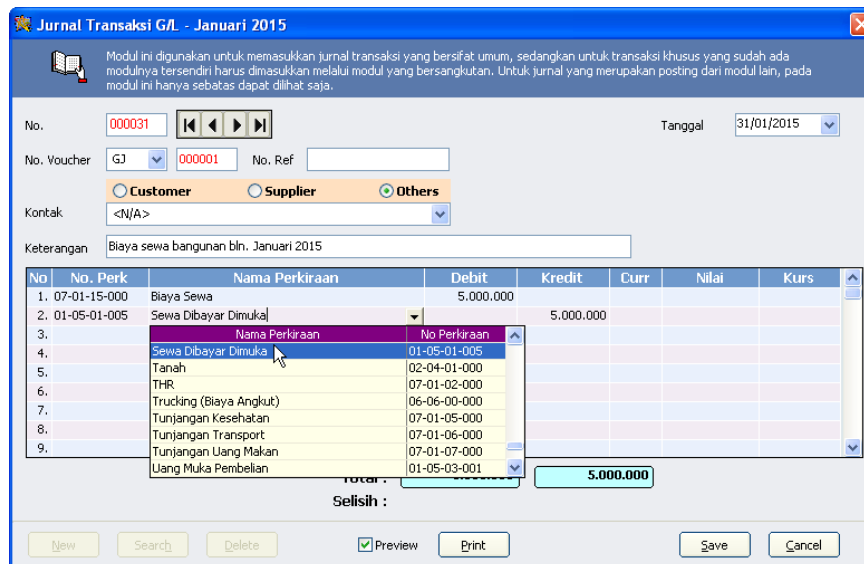 Jurnal Transaksi G/L - Januari 2015
Modul ini digunakan untuk memasukkan jurnal transaksi yang bersifat umum, sedangkan untuk transaksi khusus yang sudah ada
modulnya tersendiri harus dimasukkan melalui modul yang bersangkutan. Untuk jurnal yang merupakan posting dari modul lain, pada
modul ini hanya sebatas dapat dilihat saja.
No. 000031 Tanggal 31/01/2015
No. Voucher GJ 000001 No. Ref
Customer Supplier Others
Kontak <N/A>
Keterangan Biaya sewa bangunan bln. Januari 2015
No No. Perk Nama Perkiraan Debit Kredit Curr Nilai Kurs
1. 07-01-15-000 Biaya Sewa 5.000.000
2. 01-05-01-005 Sewa Dibayar Dimuka 5.000.000
3. Nama Perkiraan No Perkiraan
4. Sewa Dibayar Dimuka 01-05-01-005
Tanah 02-04-01-000
5. THR 07-01-02-000
6. Trucking (Biaya Angkut) 06-06-00-000
7. Tunjangan Kesehatan 07-01-05-000
8. Tunjangan Transport 07-01-06-000
9. Tunjangan Uang Makan 07-01-07-000
Uang Muka Pembelian 01-05-03-001
Total : 5.000.000
Selisih :
New Search Delete Preview Print Save Cancel